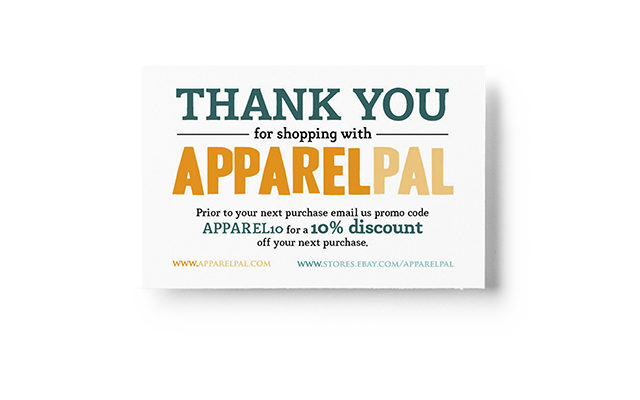 THANK YOU
for shopping with
APPARELPAL
Prior to your next purchase email us promo code
APPAREL10 for a 10% discount
off your next purchase.
WWW.APPARELPAL.COM WWW.STORES.EBAY.COM/APPARELPAL